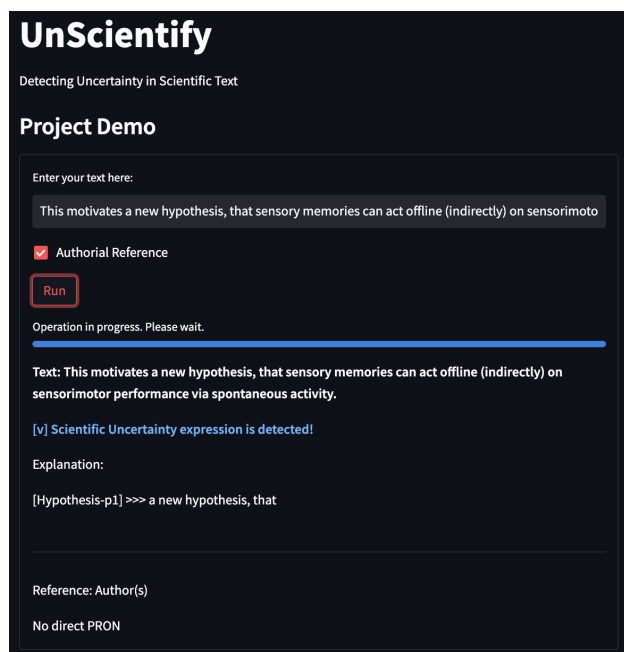 UnScientify
Detecting Uncertainty in Scientific Text
Project Demo
Enter your text here:
This motivates a new hypothesis, that sensory memories can act offline (indirectly) on sensorimoto
Authorial Reference
Run
Operation in progress. Please wait.
Text: This motivates a new hypothesis, that sensory memories can act offline (indirectly) on
sensorimotor performance via spontaneous activity.
[v] Scientific Uncertainty expression is detected!
Explanation:
[Hypothesis-p1] >>> a new hypothesis, that
Reference: Author(s)
No direct PRON